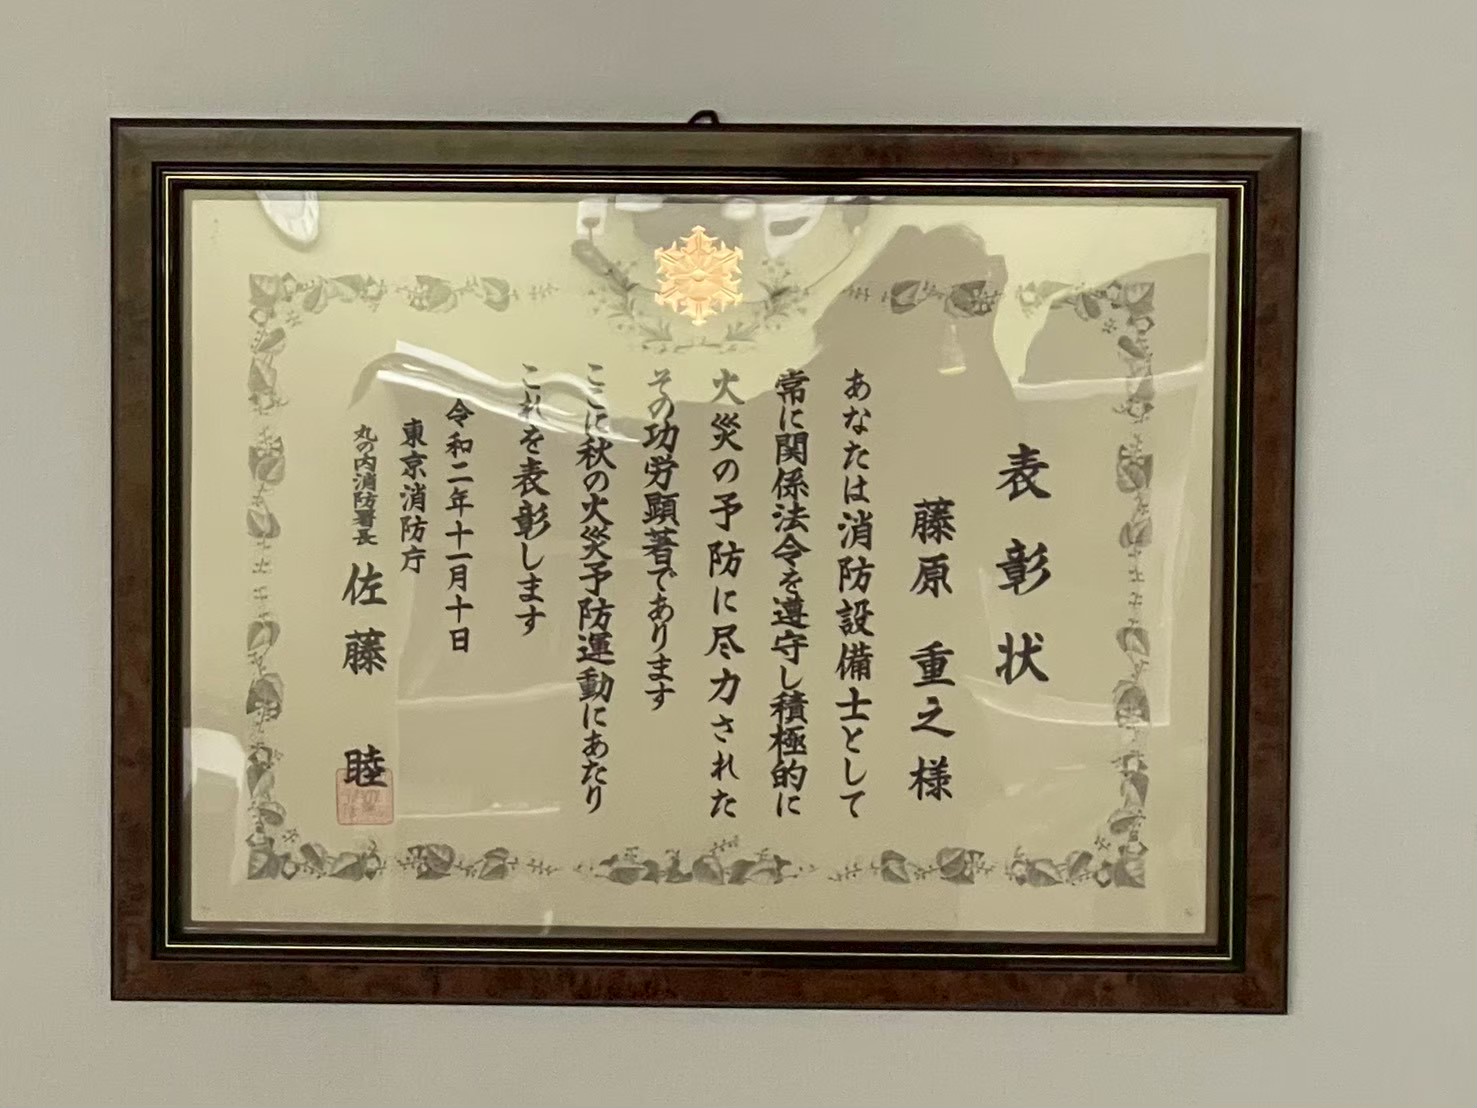 表彰状
藤原 重之様
あなたは消防設備士として
常に関係法令を遵守し積極的に
火災の予防に尽力された
その功労顕著であります
ここに秋の火災予防運動にあたり
これを表彰します
令和二年十一月十日
東京消防庁
丸の内消防署長 佐藤 睦